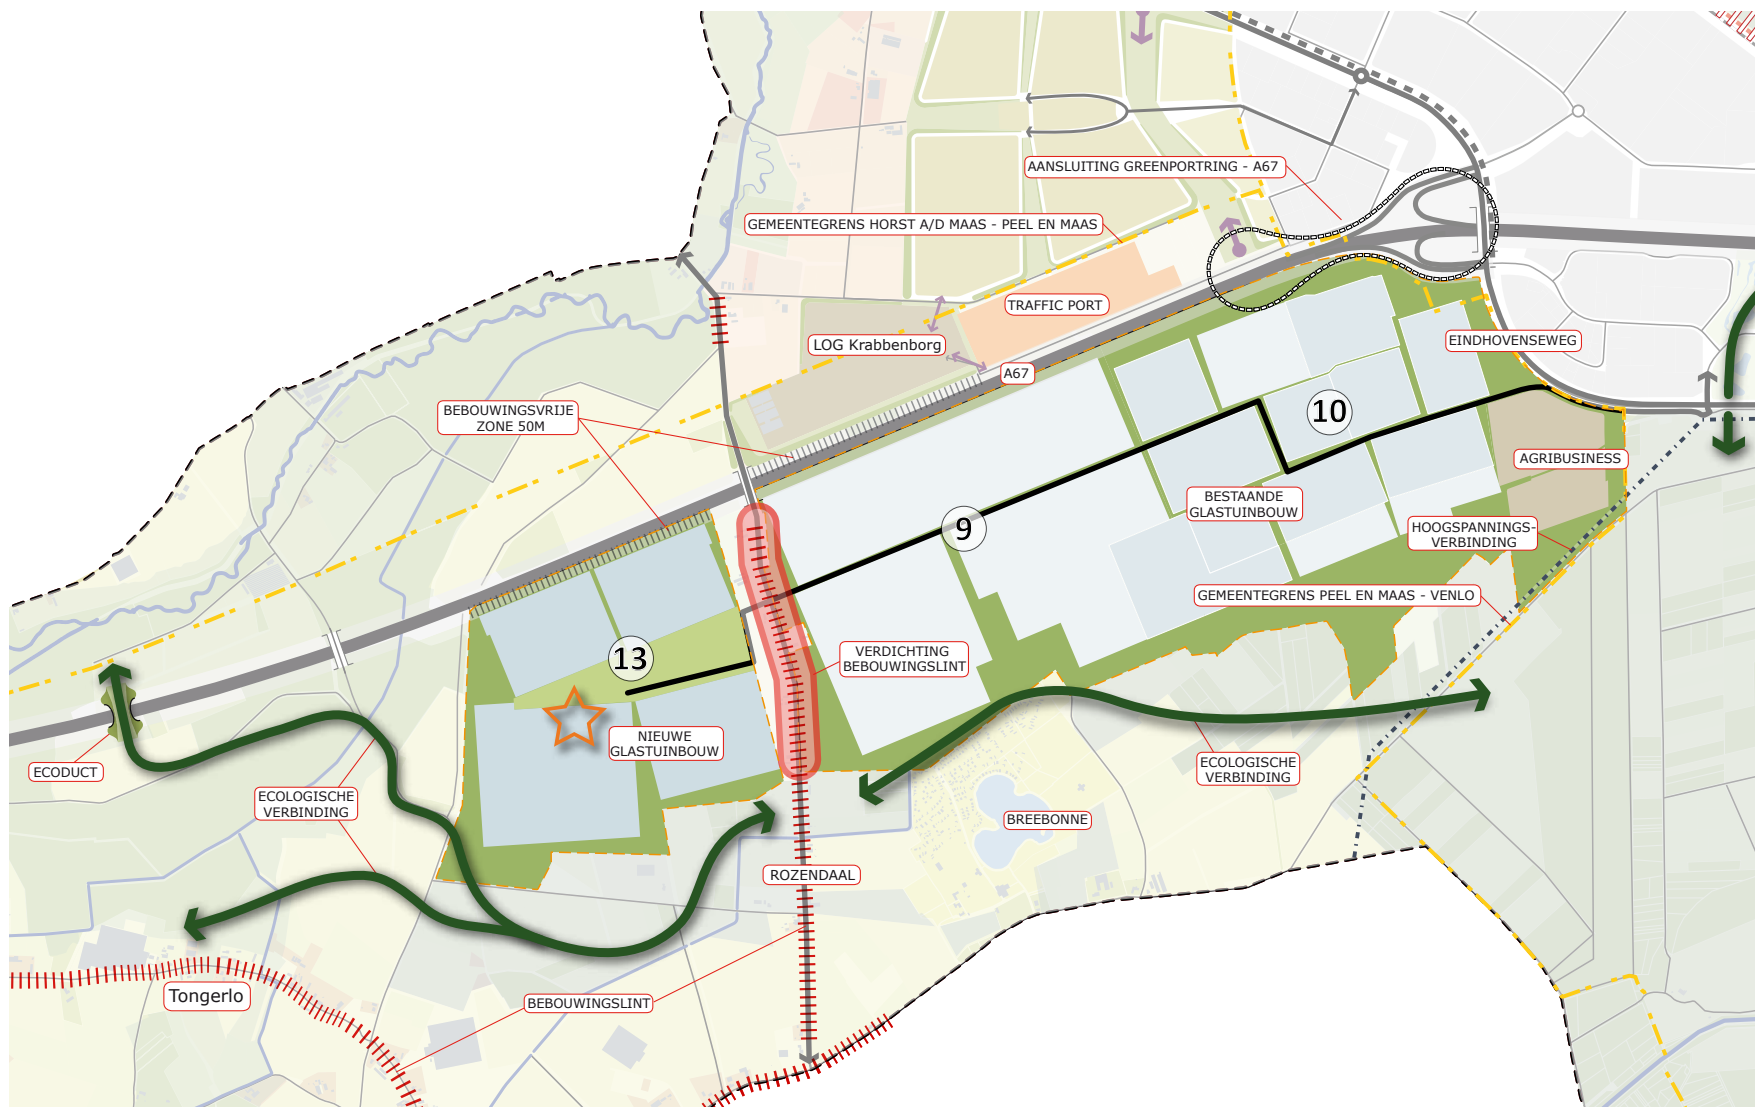 AANSLUITING GREENPORTRING - A67
GEMEENTEGRENS HORST A/D MAAS - PEEL EN MAAS
TRAFFIC PORT
LOG Krabbenborg
EINDHOVENSEWEG
A67
BEBOUWINGSVRIJE
ZONE 50M
10
AGRIBUSINESS
BESTAANDE
GLASTUINBOUW
9
HOOGSPANNINGS-
VERBINDING
GEMEENTEGRENS PEEL EN MAAS - VENLO
13
VERDICHTING
BEBOUWINGSLINT
NIEUWE
GLASTUINBOUW
ECODUCT
ECOLOGISCHE
VERBINDING
ECOLOGISCHE
VERBINDING
BREEBONNE
ROZENDAAL
Tongerlo
BEBOUWINGSLINT